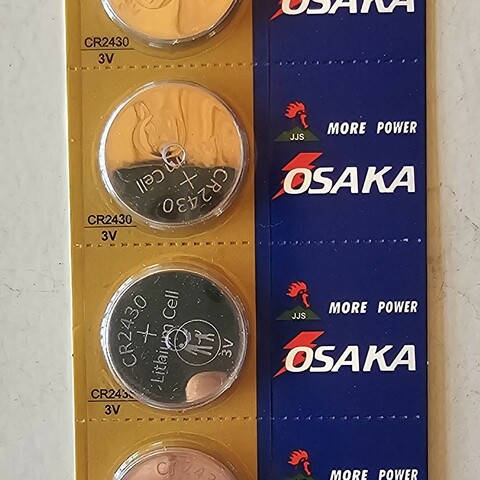 OSAKA
CR2430
3V
JJS
MORE POWER
OSAKA
m Cell
+
CR2430
CR2430
3V
JJS
MORE POWER
OSAKA
CR2430
+
Lithium Cell
3V
CR2430
3V
JJS
MORE POWER